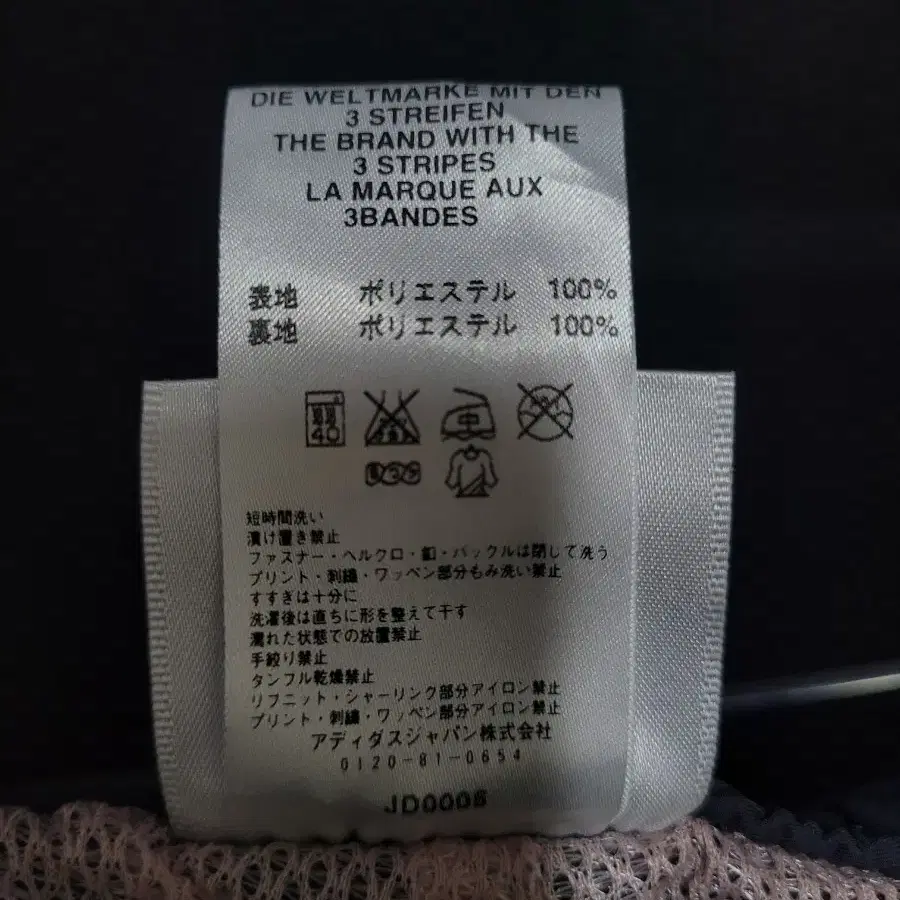 DIE WELTMARKE MIT DEN
3 STREIFEN
THE BRAND WITH THE
3 STRIPES
LA MARQUE AUX
3BANDES
表地 ポリエステル 100%
裏地 ポリエステル 100%
40 中
短時間洗い
漬け置き禁止
ファスナー・ヘルクロ・釦・バックルは閉して洗う
プリント・刺繍・ワッペン部分もみ洗い禁止
すすぎは十分に
洗濯後は直ちに形を整えて干す
濡れた状態での放置禁止
手絞り禁止
タンブル乾燥禁止
リブニット・シャーリング部分アイロン禁止
プリント・刺繍・ワッペン部分アイロン禁止
アディダスジャパン株式会社
0120-81-0654
JD0008